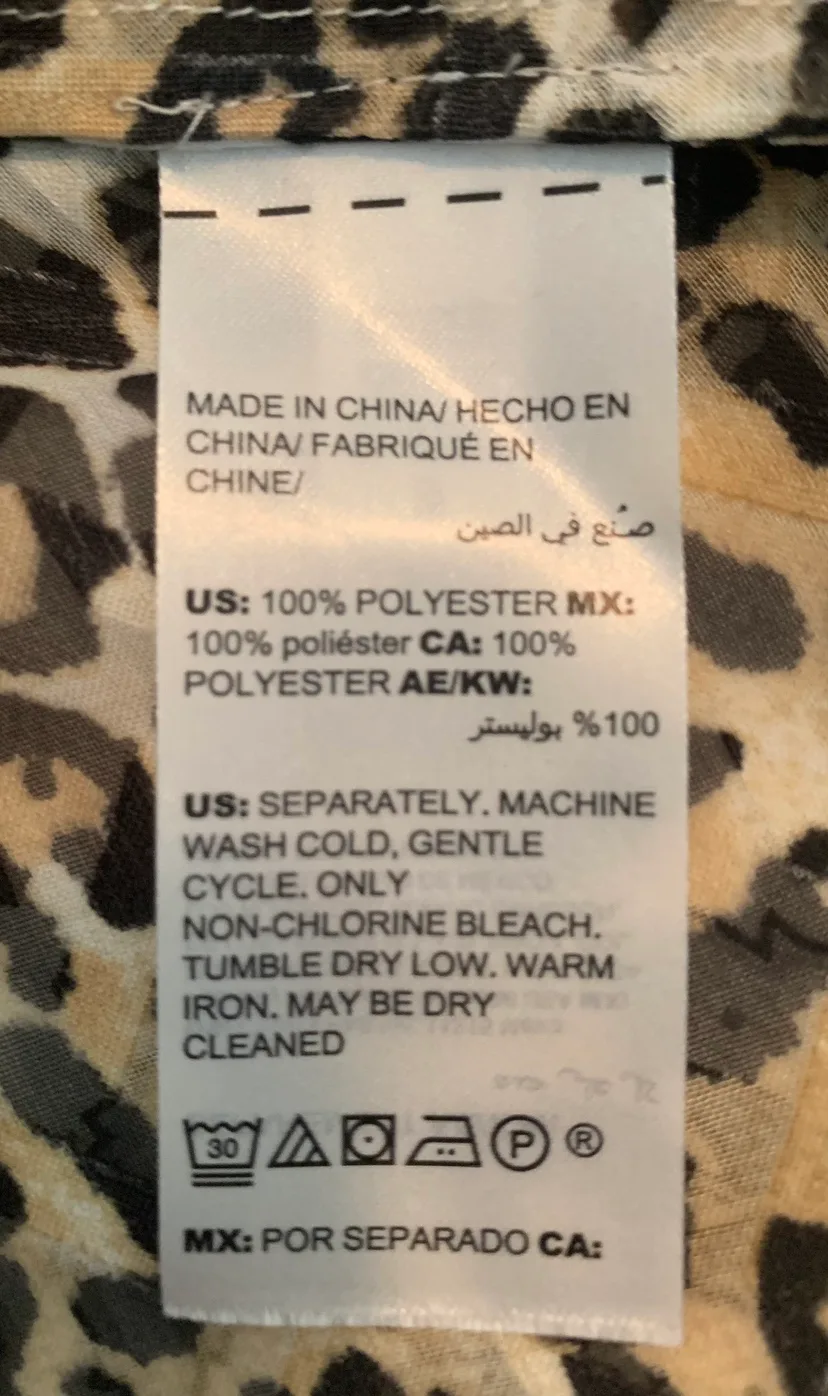 MADE IN CHINA/ HECHO EN
CHINA/ FABRIQUÉ EN
CHINE/
صُنع في الصين
US: 100% POLYESTER MX:
100% poliéster CA: 100%
POLYESTER AE/KW:
100% بوليستر
US: SEPARATELY. MACHINE
WASH COLD, GENTLE
CYCLE. ONLY
NON-CHLORINE BLEACH.
TUMBLE DRY LOW. WARM
IRON. MAY BE DRY
CLEANED
30 P ®
MX: POR SEPARADO CA: